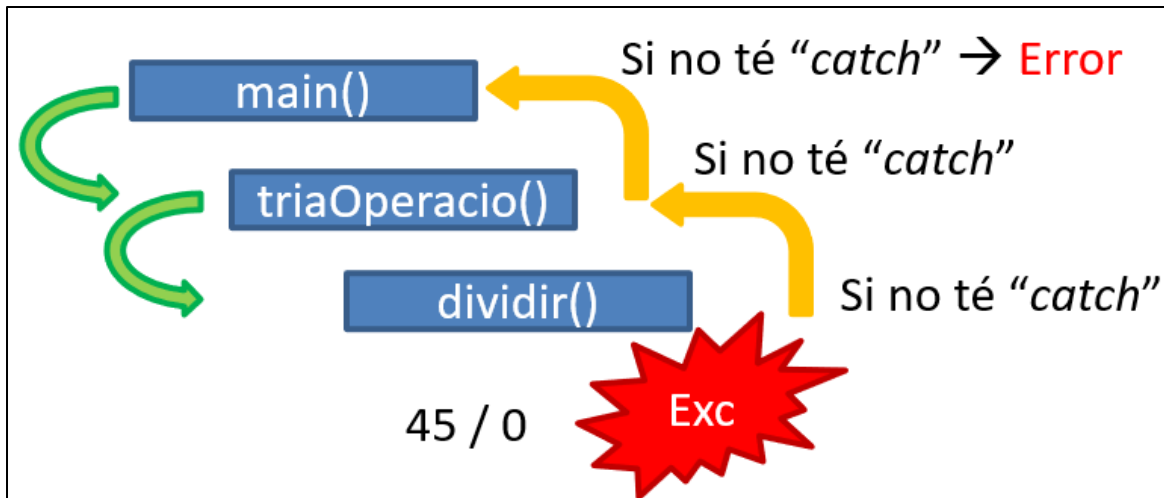 Si no té “catch” → Error
main()
Si no té “catch”
triaOperacio()
Si no té “catch”
dividir()
Exc
45 / 0